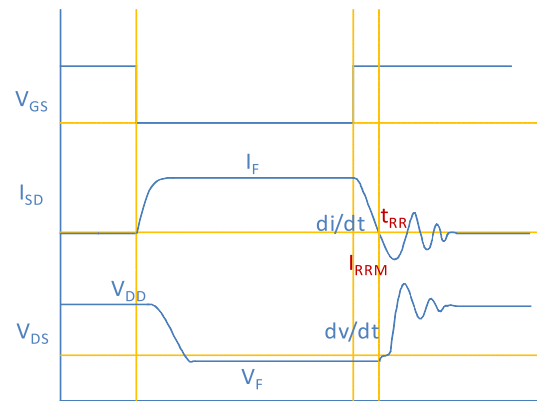 VGS
IF
ISD
di/dt
tRR
IRRM
VDD
VDS
dv/dt
VF